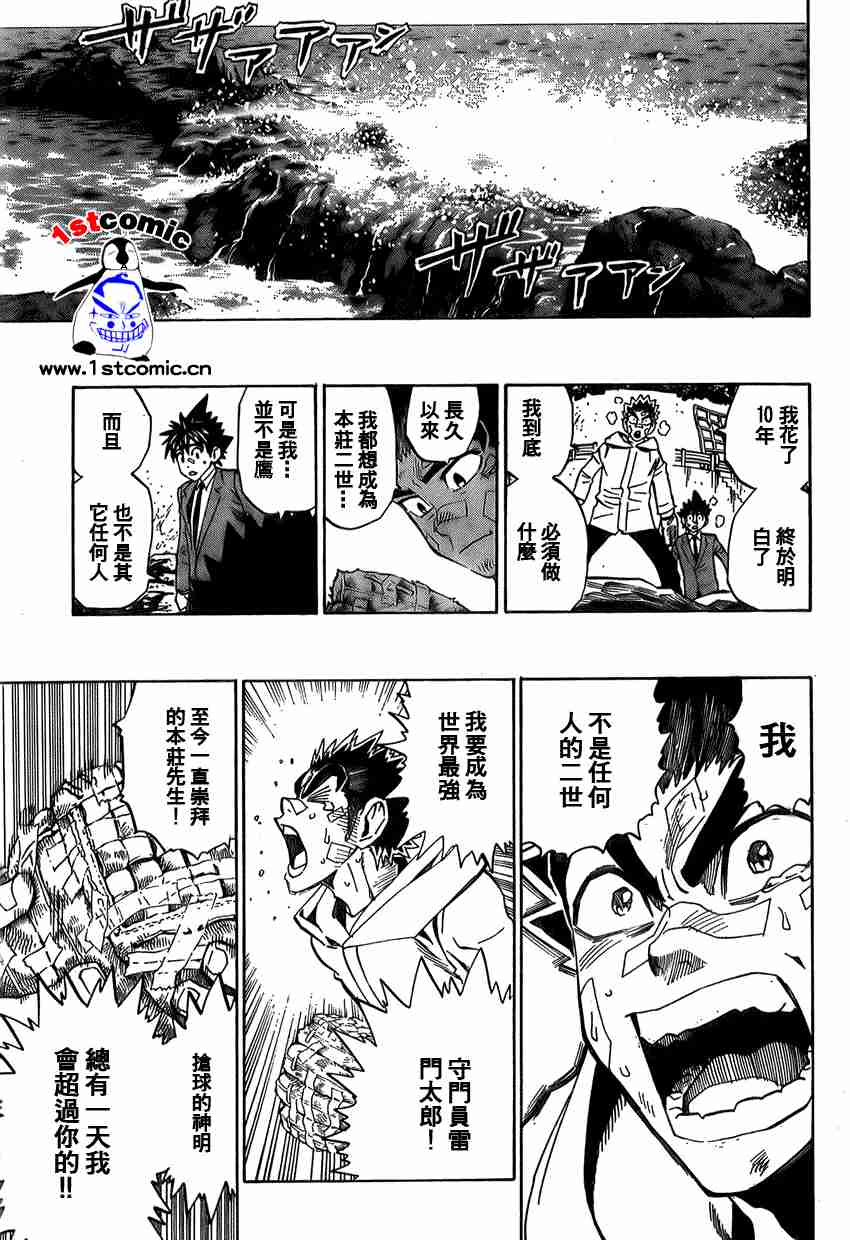 ザザァアアン
ザザァアアン
1stcomic
www.1stcomic.cn
我花了
10年
終於明
白了
我到底
必須做
什麼
長久
以來
我都想成為
本莊二世…
可是我…
並不是鷹
而且
也不是其
它任何人
我
不是任何
人的二世
我要成為
世界最強
守門員雷
門太郎！
至今一直崇拜
的本莊先生！
搶球的神明
總有一天我
會超過你的!!